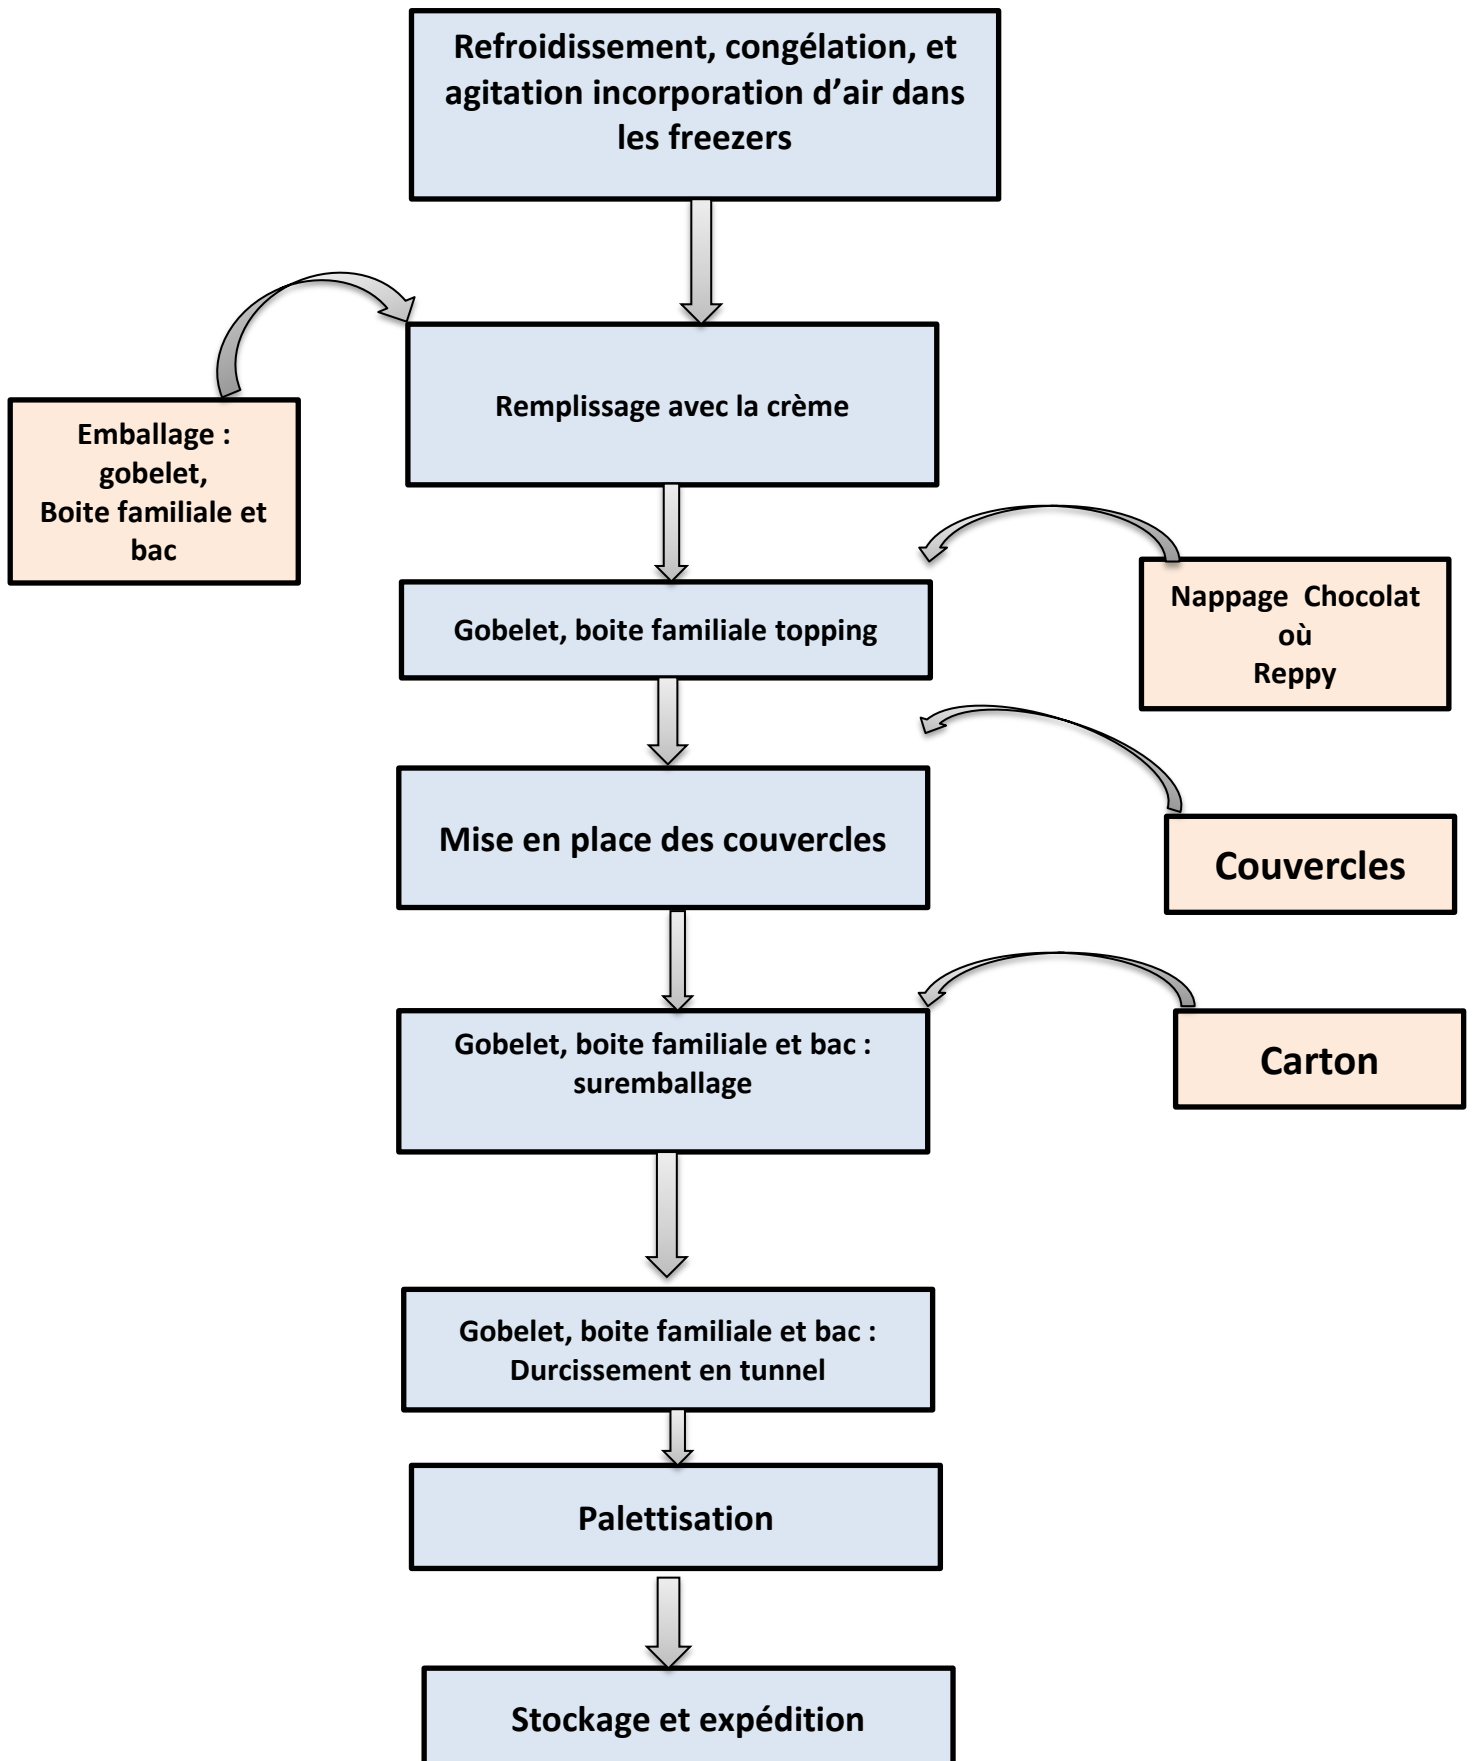 Refroidissement, congélation, et
agitation incorporation d’air dans
les freezers
Remplissage avec la crème
Emballage :
gobelet,
Boite familiale et
bac
Gobelet, boite familiale topping
Nappage  Chocolat
où
Reppy
Mise en place des couvercles
Couvercles
Gobelet, boite familiale et bac :
suremballage
Carton
Gobelet, boite familiale et bac :
Durcissement en tunnel
Palettisation
Stockage et expédition